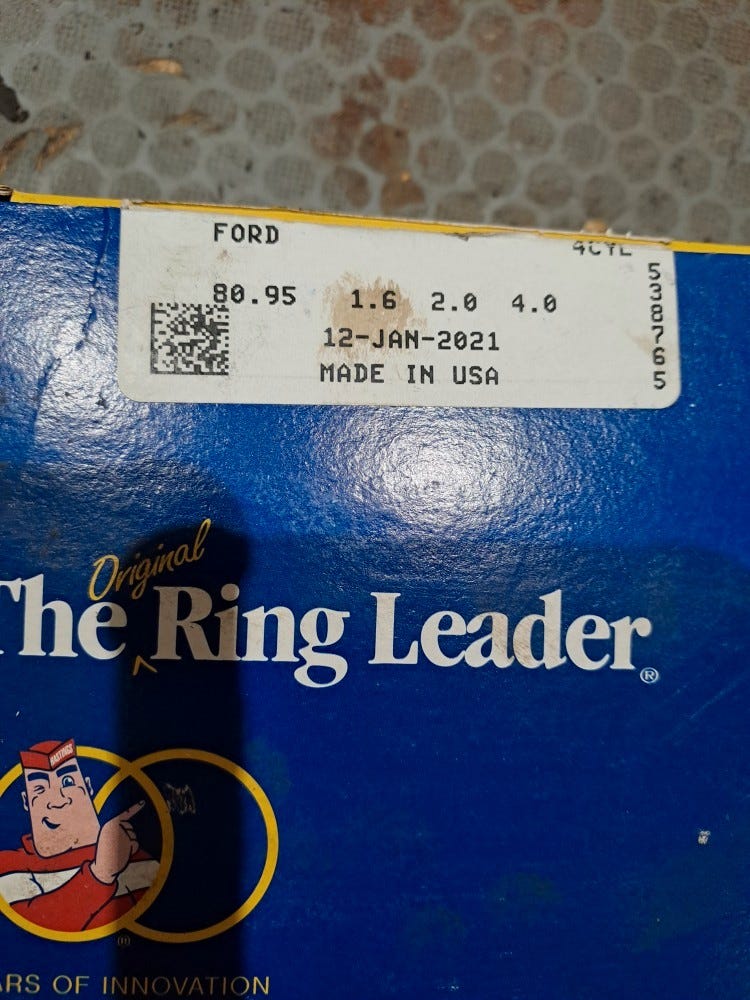 FORD
4CYL
80.95 1.6 2.0 4.0
12-JAN-2021
MADE IN USA
538765
Original
The Ring Leader®
HASTINGS
ARS OF INNOVATION